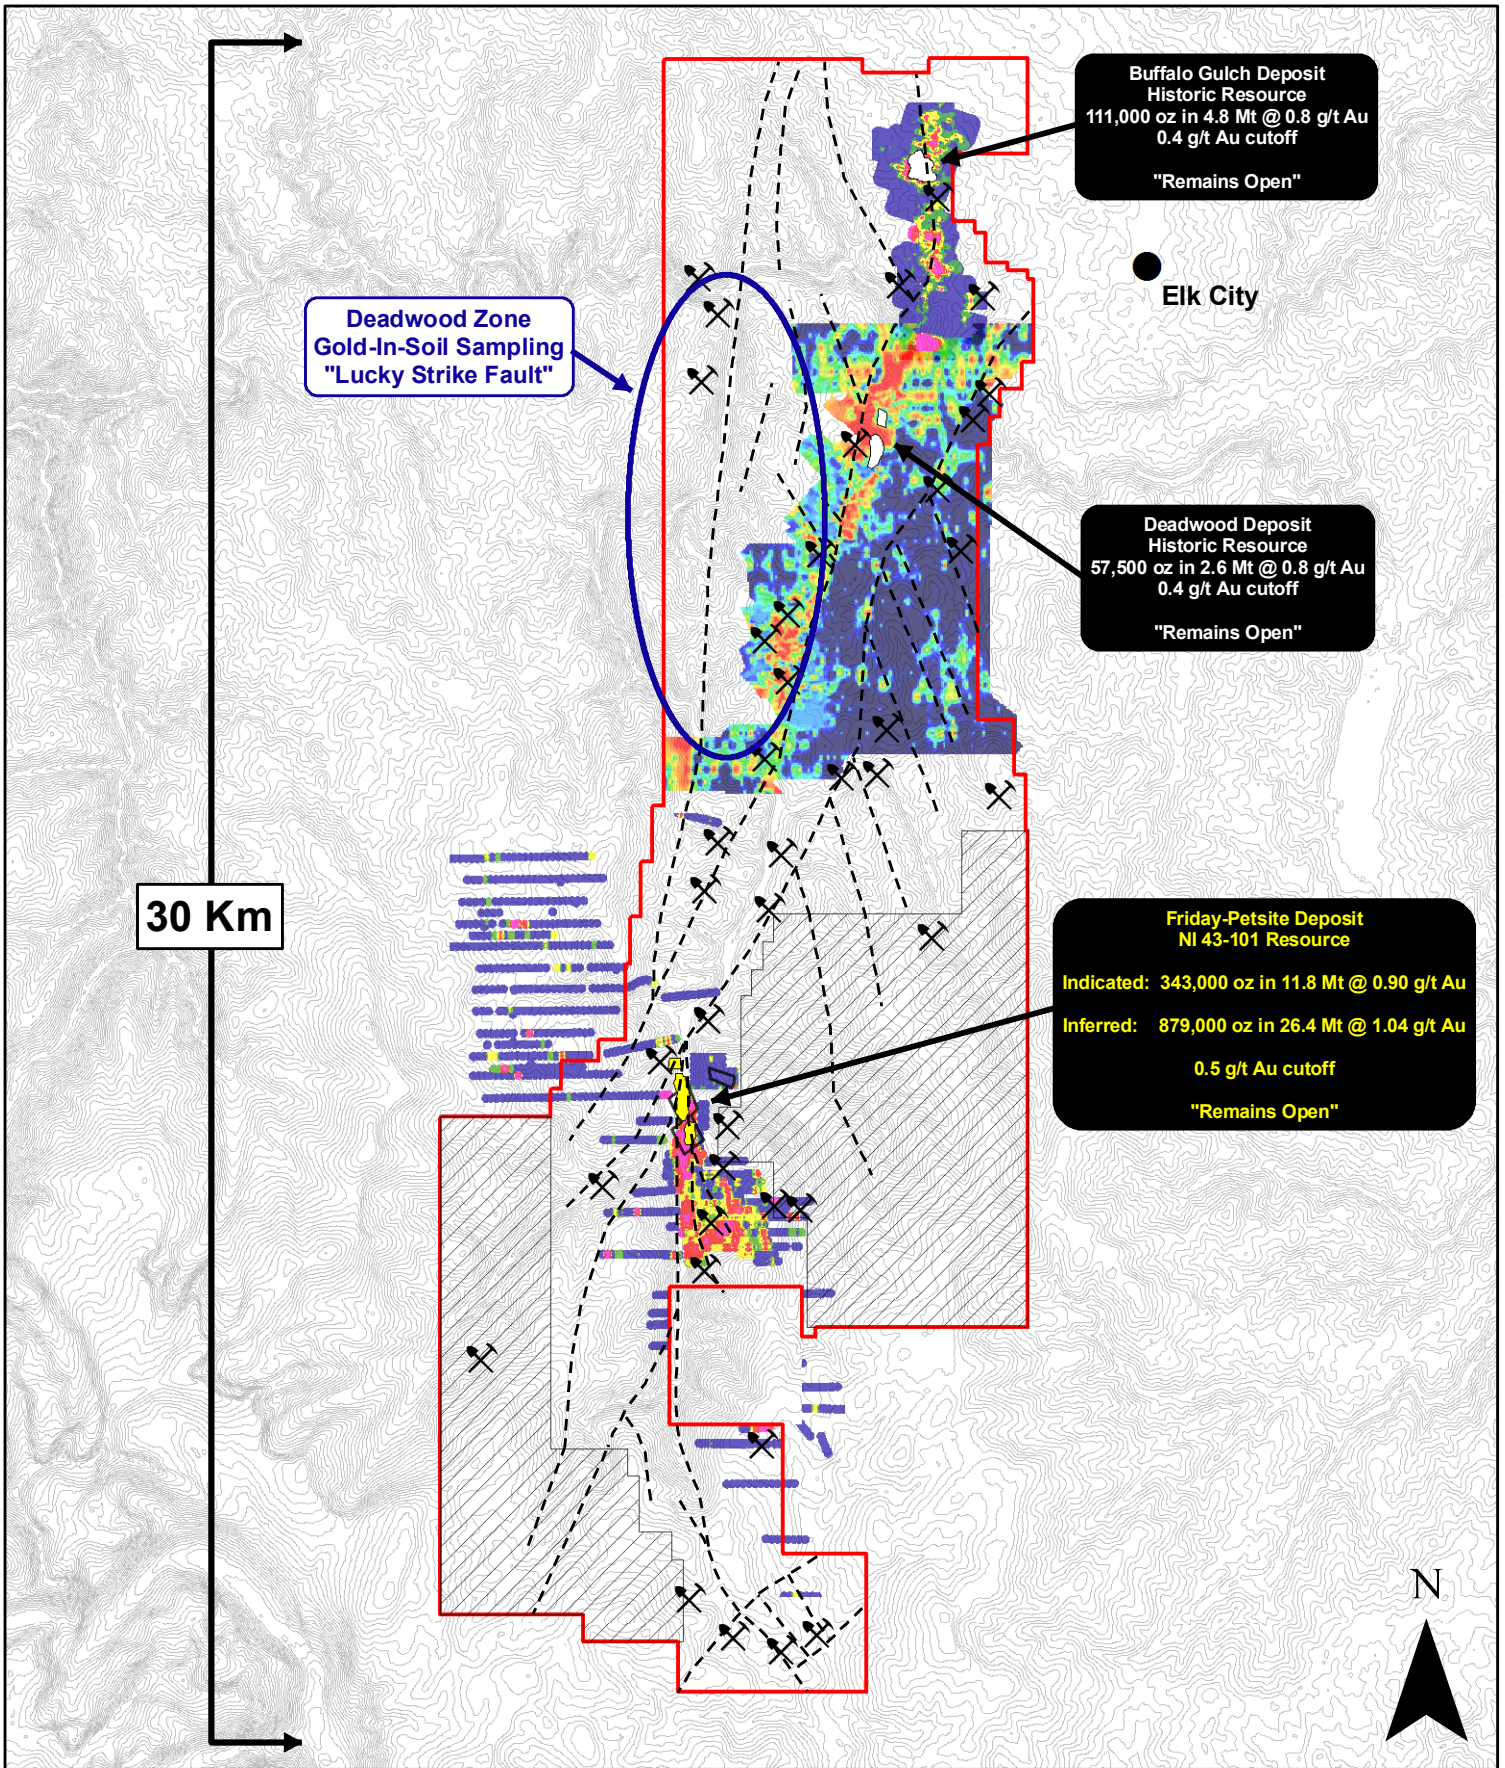 Buffalo Gulch Deposit
Historic Resource
111,000 oz in 4.8 Mt @ 0.8 g/t Au
0.4 g/t Au cutoff
"Remains Open"
Elk City
Deadwood Zone
Gold-In-Soil Sampling
"Lucky Strike Fault"
Deadwood Deposit
Historic Resource
57,500 oz in 2.6 Mt @ 0.8 g/t Au
0.4 g/t Au cutoff
"Remains Open"
30 Km
Friday-Petsite Deposit
NI 43-101 Resource
Indicated: 343,000 oz in 11.8 Mt @ 0.90 g/t Au
Inferred: 879,000 oz in 26.4 Mt @ 1.04 g/t Au
0.5 g/t Au cutoff
"Remains Open"
N